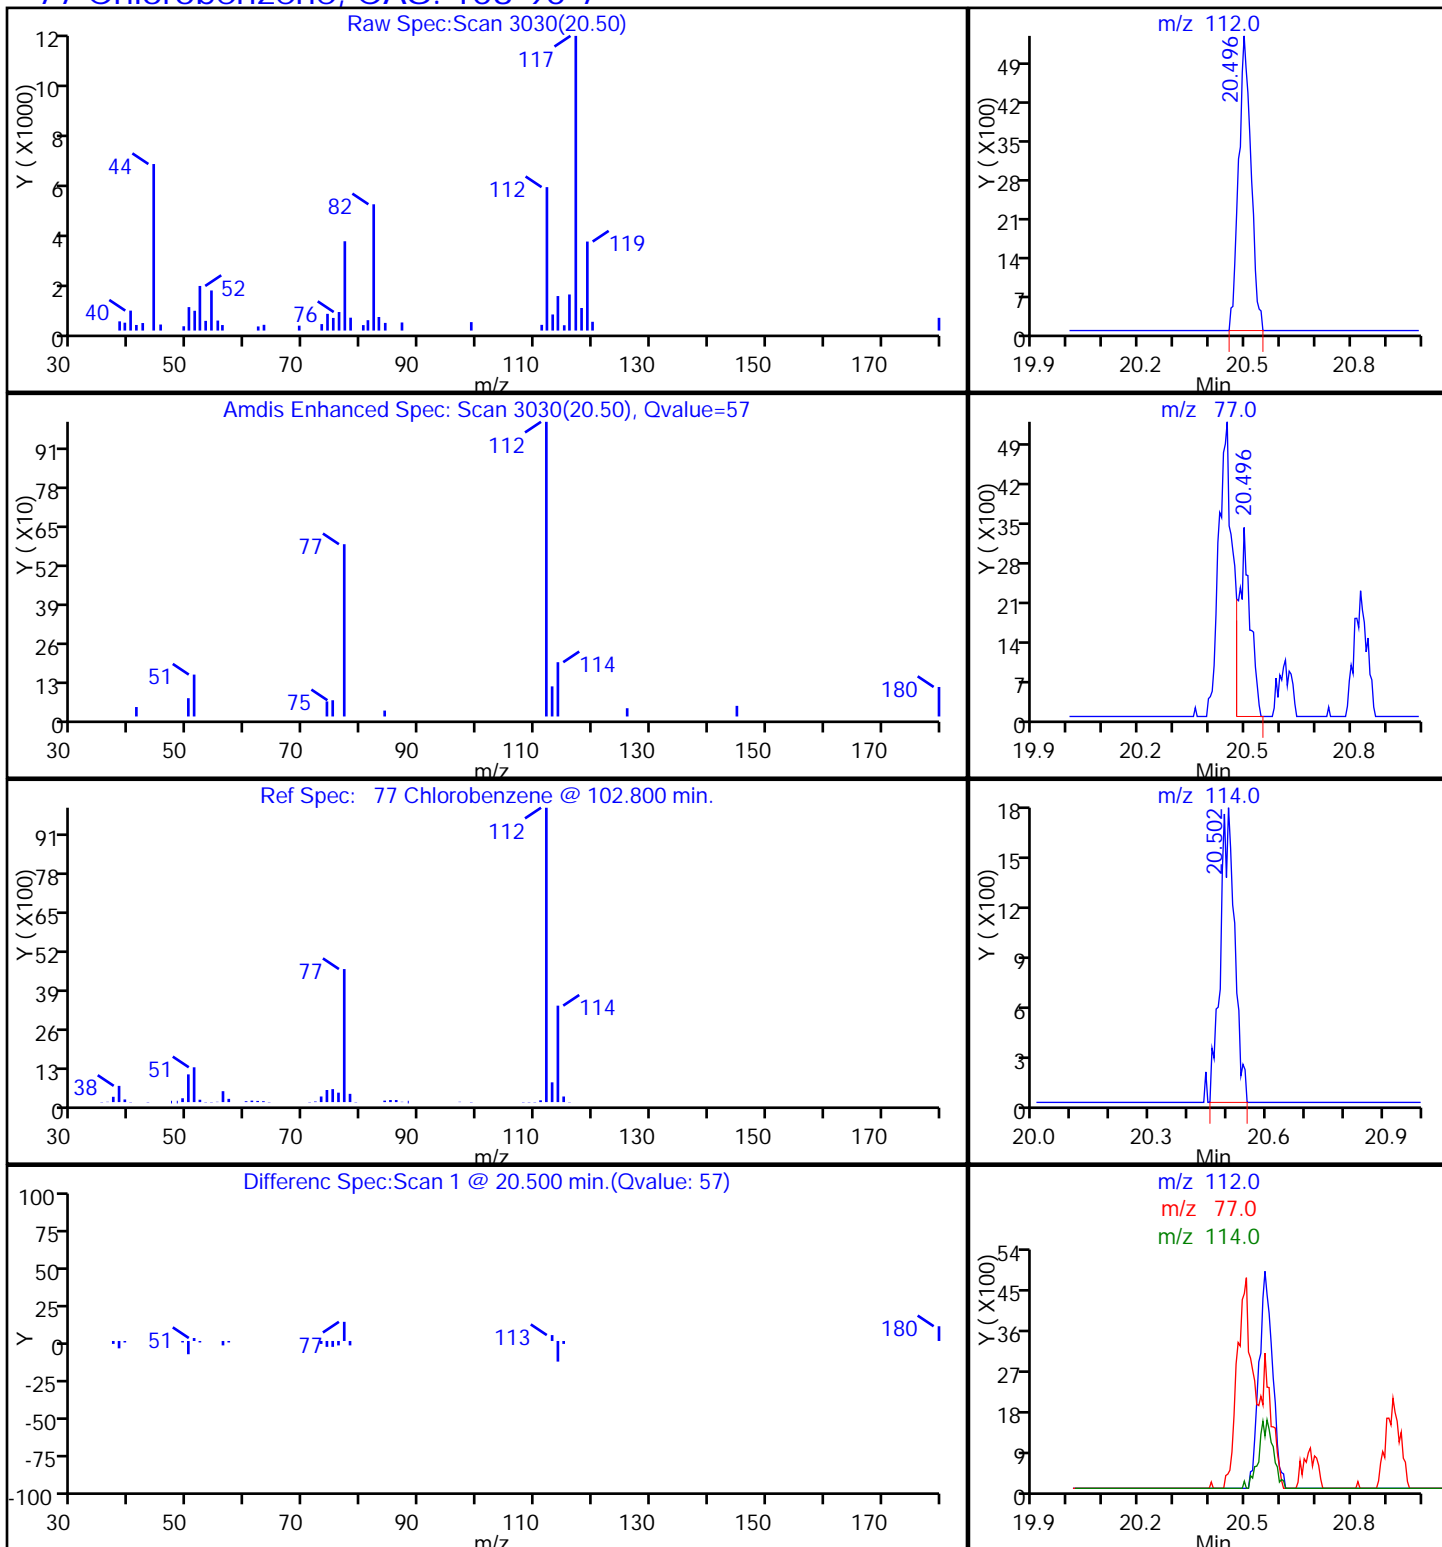 77 Chlorobenzene, CAS: 108-90-7
Raw Spec:Scan 3030(20.50)
Y ( X1000)
12
10
8
6
4
2
0
44
40
52
76
82
112
117
119
30 50 70 90 110 130 150 170
m/z
m/z 112.0
Y ( X100)
49
42
35
28
21
14
7
0
20.496
19.9 20.2 20.5 20.8
Min
Amdis Enhanced Spec: Scan 3030(20.50), Qvalue=57
Y ( X10)
91
78
65
52
39
26
13
0
51
75
77
112
114
180
30 50 70 90 110 130 150 170
m/z
m/z 77.0
Y ( X100)
49
42
35
28
21
14
7
0
20.496
19.9 20.2 20.5 20.8
Min
Ref Spec: 77 Chlorobenzene @ 102.800 min.
Y ( X100)
91
78
65
52
39
26
13
0
38
51
77
112
114
30 50 70 90 110 130 150 170
m/z
m/z 114.0
Y ( X100)
18
15
12
9
6
3
0
20.502
20.0 20.3 20.6 20.9
Min
Differenc Spec:Scan 1 @ 20.500 min.(Qvalue: 57)
Y
100
75
50
25
0
-25
-50
-75
-100
51
77
113
180
30 50 70 90 110 130 150 170
m/z
m/z 112.0
m/z 77.0
m/z 114.0
Y ( X100)
54
45
36
27
18
9
0
19.9 20.2 20.5 20.8
Min